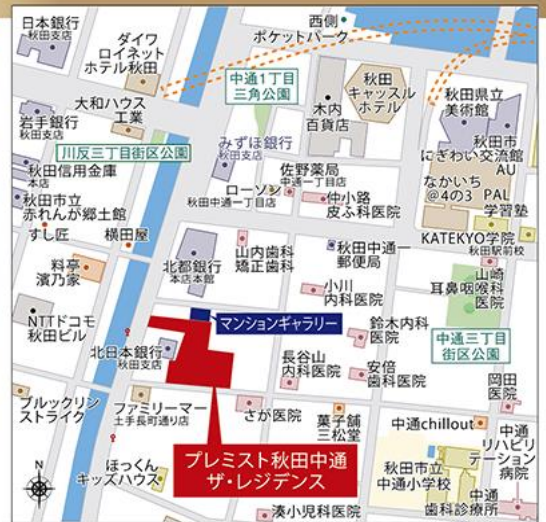 日本銀行
秋田支店
ダイワ
ロイネット
ホテル秋田
西側
ポケットパーク
中通1丁目
三角公園
木内
百貨店
秋田
キャッスル
ホテル
秋田県立
美術館
大和ハウス
工業
岩手銀行
秋田支店
川反三丁目街区公園
みずほ銀行
秋田支店
秋田市
にぎわい交流館
AU
秋田信用金庫
本店
佐野薬局
中通一丁目店
ローソン
秋田中通一丁目店
仲小路
皮ふ科医院
なかいち
@4の3
PAL
学習塾
秋田市立
赤れんが郷土館
すし匠
横田屋
KATEKYO学院
秋田駅前校
山内歯科
矯正歯科
秋田中通一
郵便局
北都銀行
本店本館
料亭
濱乃家
小川
内科医院
山崎
耳鼻咽喉科
医院
NTTドコモ
秋田ビル
マンションギャラリー
鈴木内科
医院
中通三丁目
街区公園
北日本銀行
秋田支店
長谷山
内科医院
安倍
歯科医院
岡田
医院
ブルックリン
ストライク
ファミリーマー
土手長町通り店
さが医院
菓子舗
三松堂
中通chillout
中通
リハビリ
テーション
病院
プレミスト秋田中通
ザ・レジデンス
ほっくん
キッズハウス
秋田市立
中通小学校
中通
歯科診療所
湊小児科医院
N